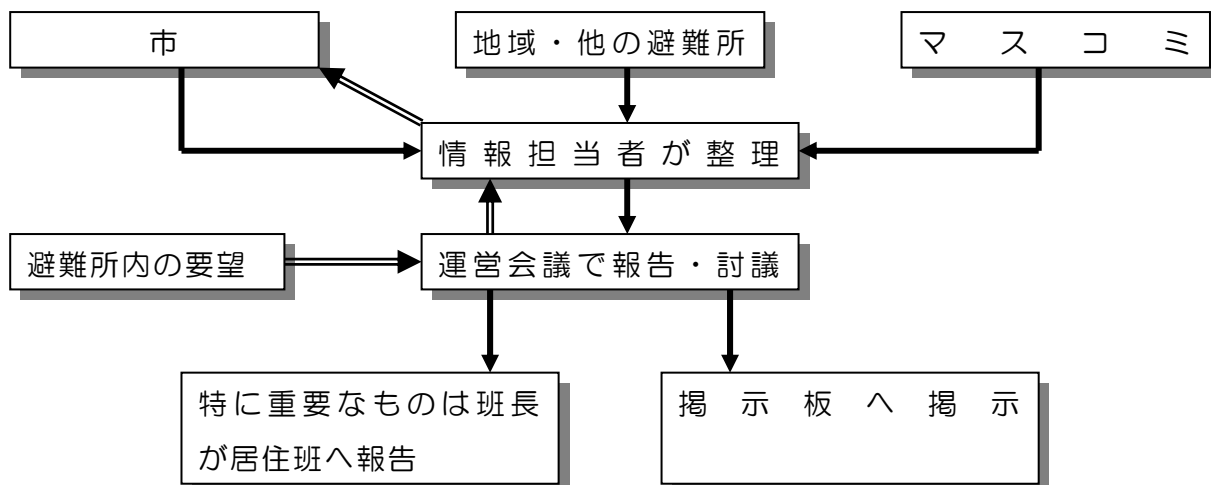 市
地域・他の避難所
マスコミ
情報担当者が整理
避難所内の要望
運営会議で報告・討議
特に重要なものは班長
が居住班へ報告
掲示板へ掲示